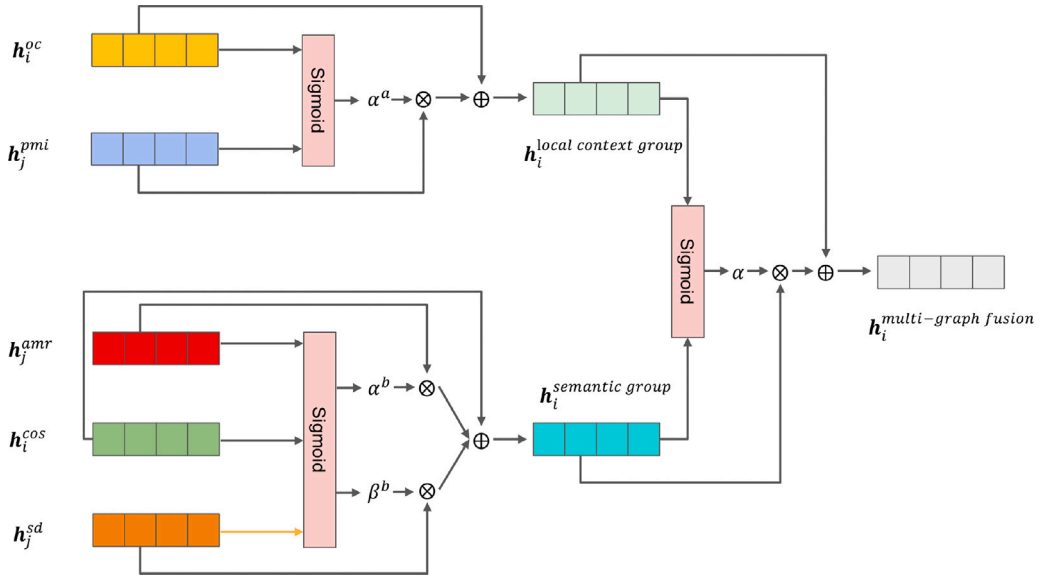 h_i^{oc}
h_j^{pmi}
Sigmoid
α^a
⊗
⊕
h_i^{local context group}
Sigmoid
α
⊗
⊕
h_i^{multi−graph fusion}
h_j^{amr}
h_i^{cos}
h_j^{sd}
Sigmoid
α^b
⊗
β^b
⊗
⊕
h_i^{semantic group}